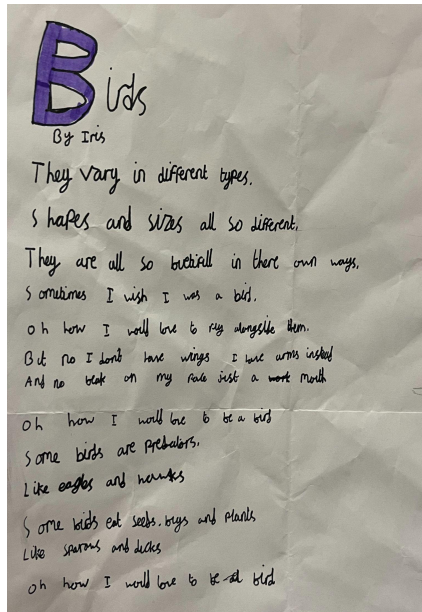 Birds
By Iris
They vary in different types.
Shapes and sizes all so different.
They are all so buetifull in there own ways.
Sometimes I wish I was a bird.
Oh how I would love to fly alongside them.
But no I don't have wings I have arms instead
And no beak on my face just a mouth
Oh how I would love to be a bird
Some birds are predators.
Like eagles and hawks
Some birds eat seeds. bugs and plants
Like sparows and ducks
Oh how I would love to be a bird